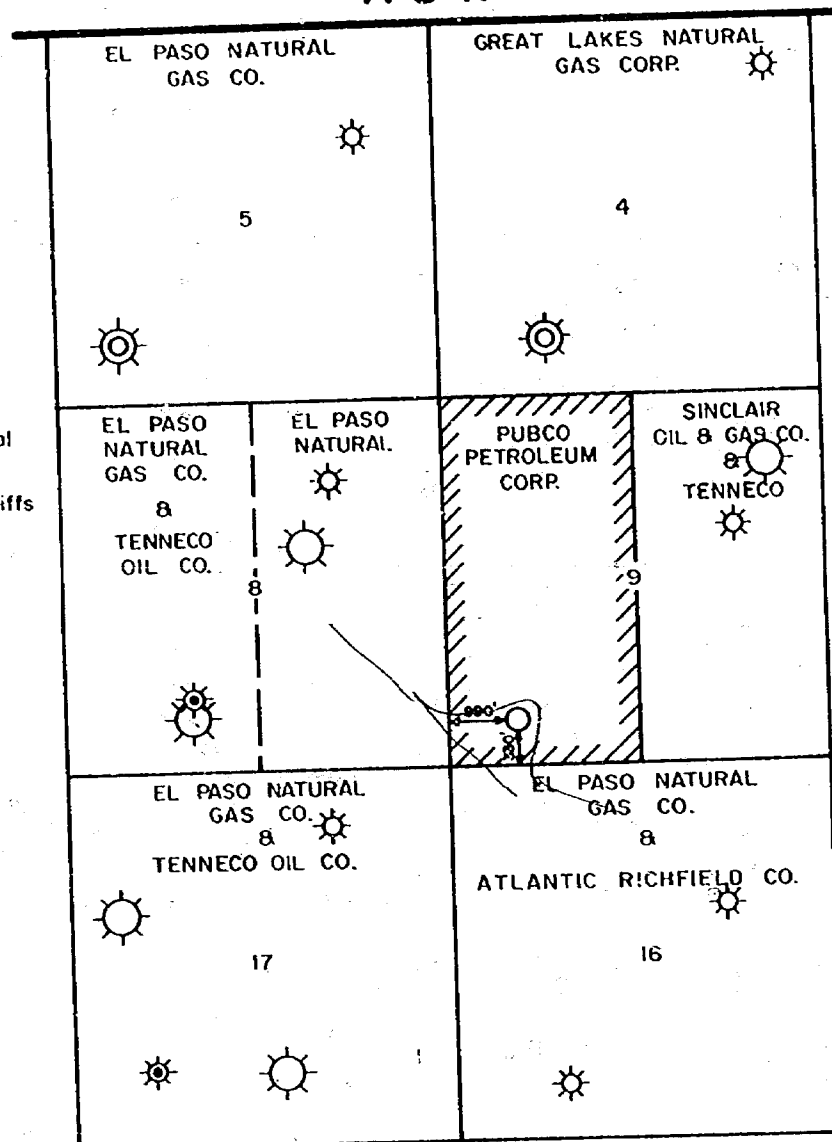 EL PASO NATURAL
GAS CO.
5
GREAT LAKES NATURAL
GAS CORP.
4
iffs
EL PASO
NATURAL
GAS CO.
&
TENNECO
OIL CO.
8
EL PASO
NATURAL
PUBCO
PETROLEUM
CORP.
990'
SINCLAIR
OIL & GAS CO.
&
TENNECO
9
EL PASO NATURAL
GAS CO.
&
TENNECO OIL CO.
17
EL PASO NATURAL
GAS CO.
&
ATLANTIC RICHFIELD CO.
16